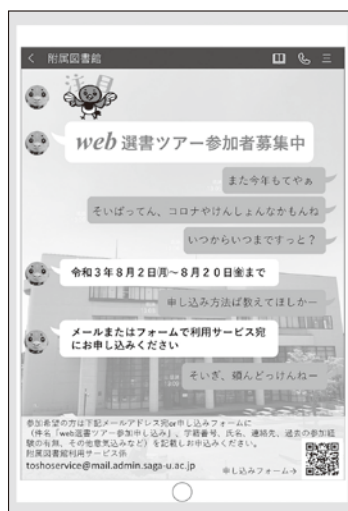 附属図書館
注目
web 選書ツアー参加者募集中
また今年もてやぁ
そいばってん、コロナやけんしょんなかもんね
いつからいつまですっと？
令和3年8月2日㊊～8月20日㊎まで
申し込み方法ば教えてほしかー
メールまたはフォームで利用サービス宛
にお申し込みください
そいぎ、頼んどっけんねー
参加希望の方は下記メールアドレス宛or申し込みフォームに
（件名「web選書ツアー参加申し込み」、学籍番号、氏名、連絡先、過去の参加経
験の有無、その他意気込みなど）を記載しお申込みください。
附属図書館利用サービス係
toshoservice@mail.admin.saga-u.ac.jp
申し込みフォーム→